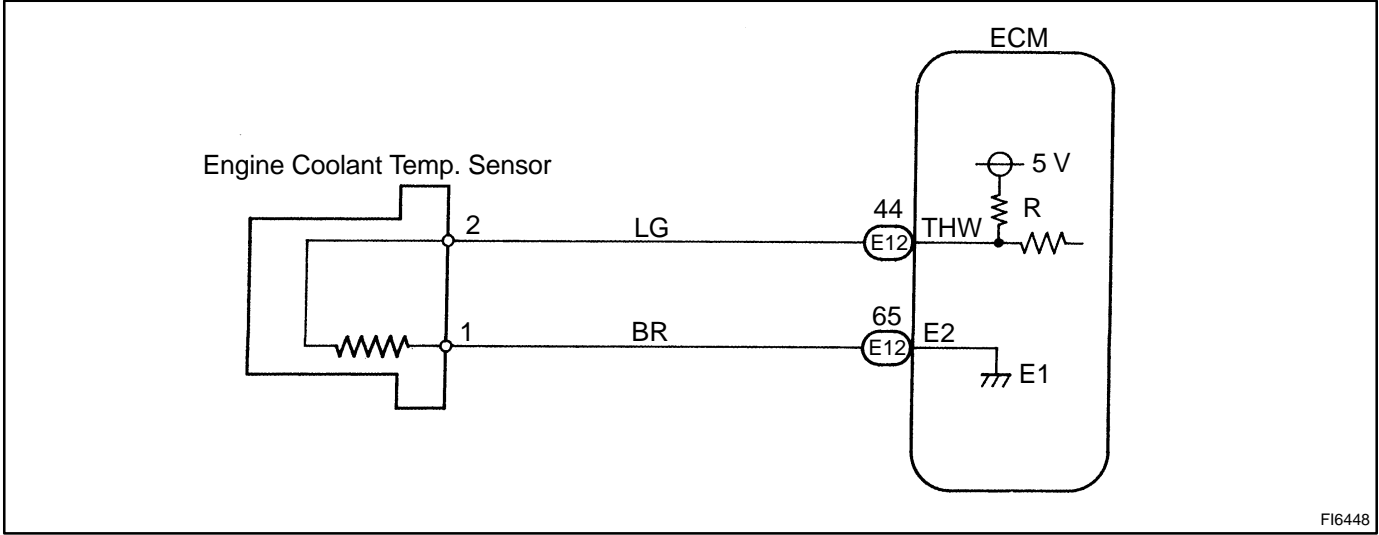 ECM
Engine Coolant Temp. Sensor
5 V
R
2
LG
44
E12
THW
1
BR
65
E12
E2
E1
FI6448